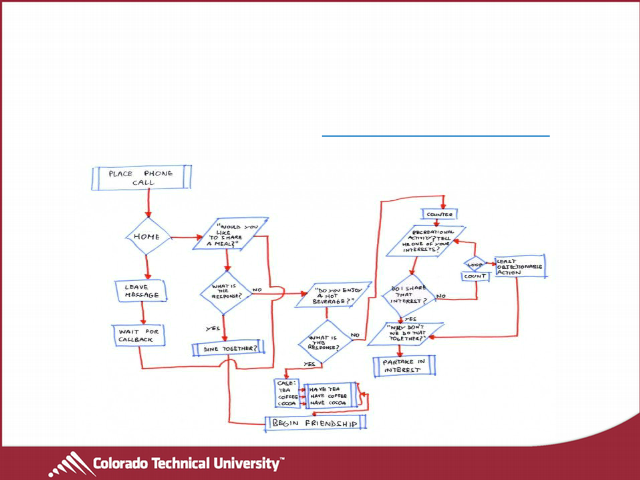 PLACE PHONE
CALL
HOME
LEAVE
MESSAGE
WAIT FOR
CALLBACK
"WOULD YOU
LIKE
TO SHARE
A MEAL?"
WHAT IS
THE
RESPONSE?
NO
YES
DINE TOGETHER?
"DO YOU ENJOY
A HOT
BEVERAGE?"
WHAT IS
THE
RESPONSE?
NO
YES
CASE:
TEA
COFFEE
COCOA
HAVE TEA
HAVE COFFEE
HAVE COCOA
BEGIN FRIENDSHIP
COUNTER
RECREATIONAL
ACTIVITY? TELL
ME ONE OF YOUR
INTERESTS?
DO I SHARE
THAT
INTEREST?
NO
YES
LOOP
COUNT
LEAST
OBJECTIONABLE
ACTION
"WHY DON'T
WE DO THAT
TOGETHER?"
PARTAKE IN
INTEREST
Colorado Technical University™